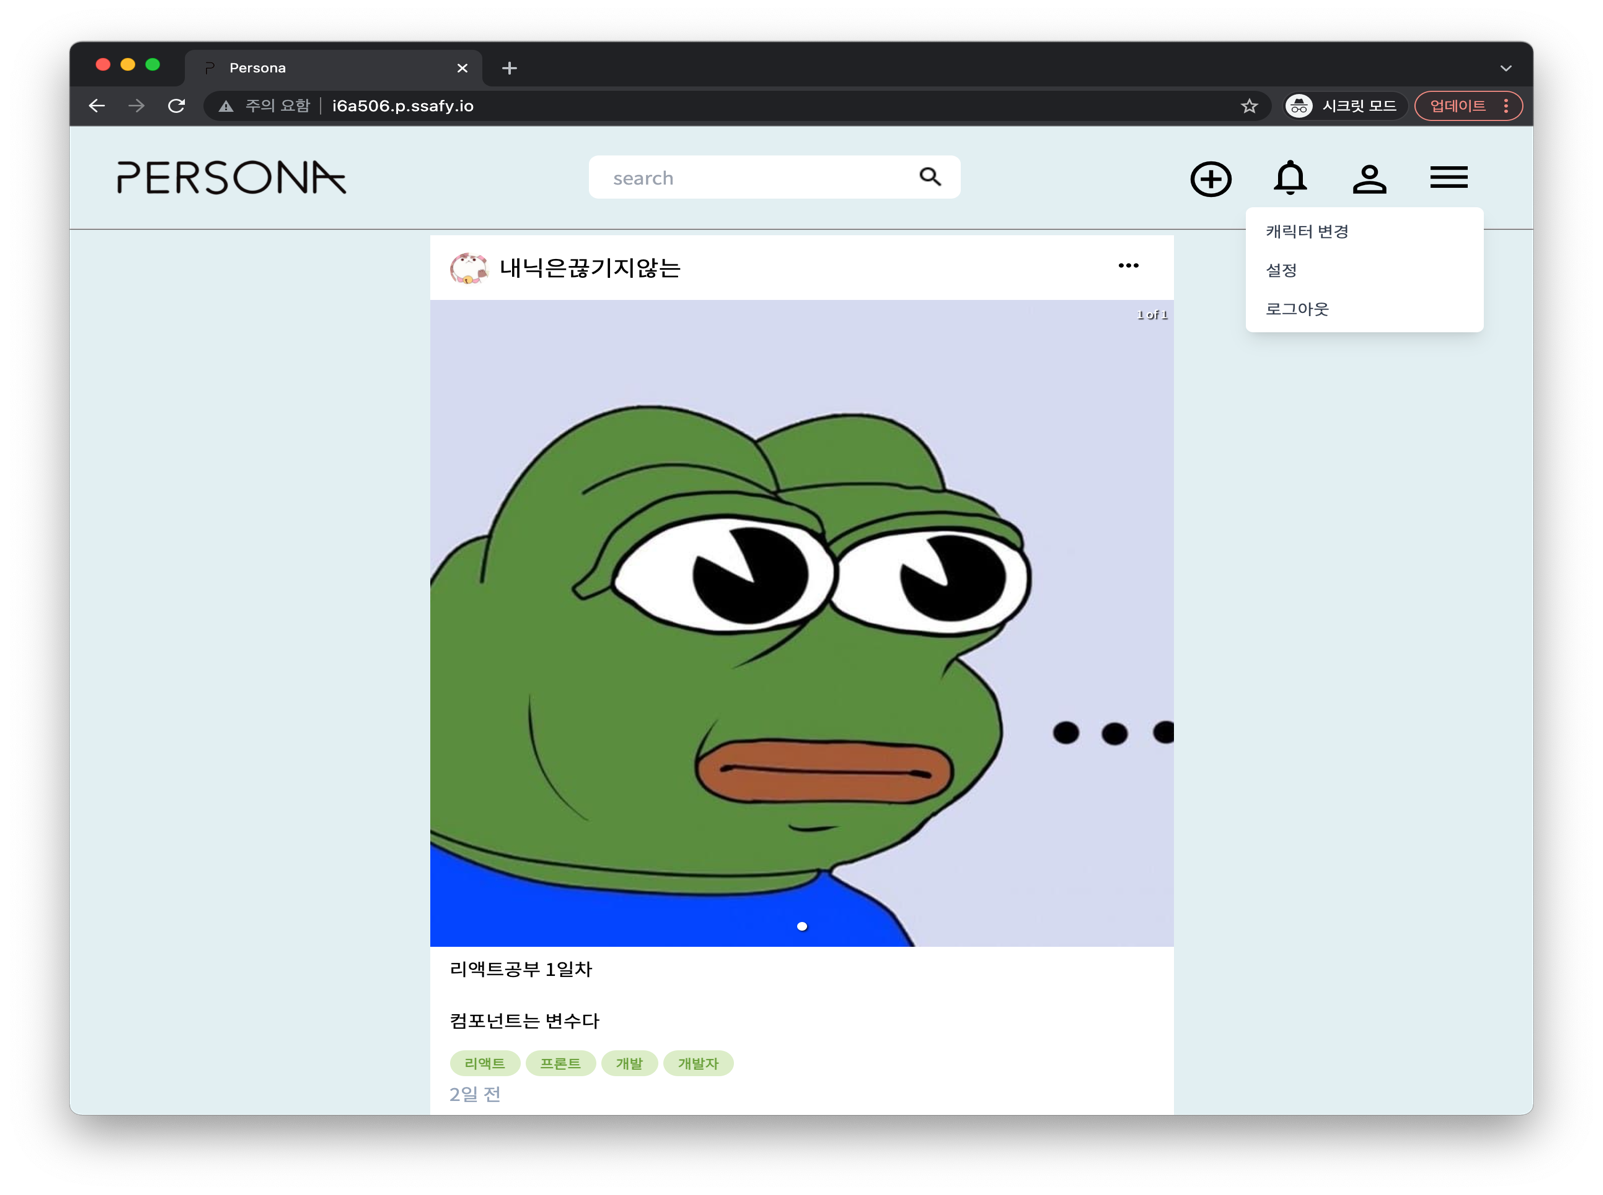 Persona
주의 요함 | i6a506.p.ssafy.io
시크릿 모드
업데이트
PERSONA
search
캐릭터 변경
설정
로그아웃
내닉은끊기지않는
1 of 1
리액트공부 1일차
컴포넌트는 변수다
리액트 프론트 개발 개발자
2일 전